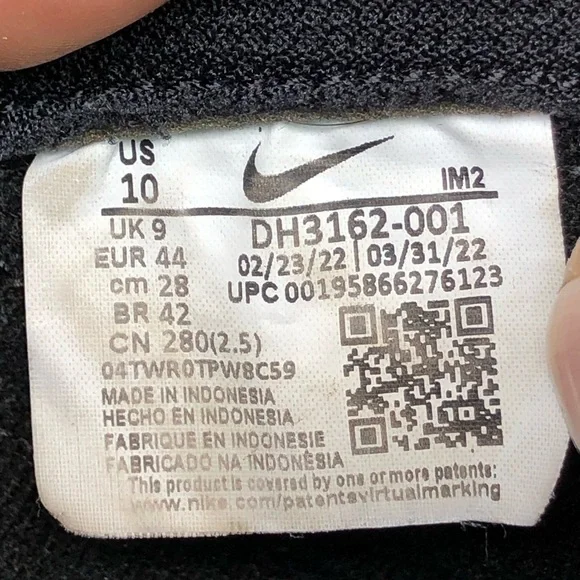 US
10
IM2
UK 9
DH3162-001
EUR 44
02/23/22 03/31/22
cm 28
UPC 00195866276123
BR 42
CN 280(2.5)
04TWR0TPW8C59
MADE IN INDONESIA
HECHO EN INDONESIA
FABRIQUE EN INDONESIE
FABRICADO NA INDONÉSIA
This product is covered by one or more patents:
www.nike.com/patentsvirtualmarking